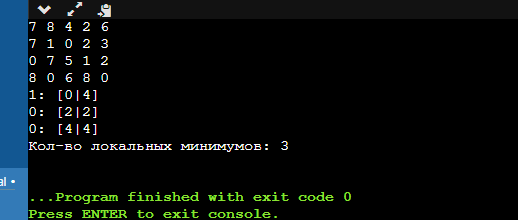 7 8 4 2 6
7 1 0 2 3
0 7 5 1 2
8 0 6 8 0
1: [0|4]
0: [2|2]
0: [4|4]
Кол-во локальных минимумов: 3
al •
...Program finished with exit code 0
Press ENTER to exit console.